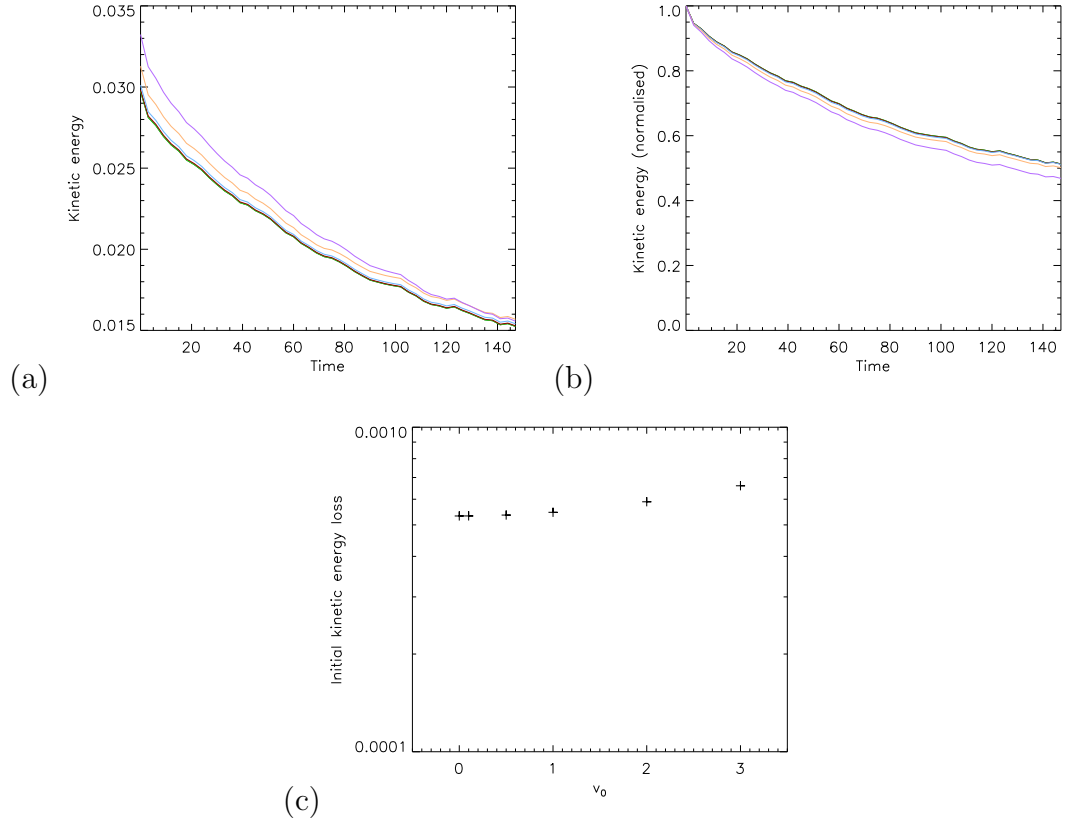 0.035
0.030
0.025
0.020
0.015
Kinetic energy
20 40 60 80 100 120 140
Time
(a)
1.0
0.8
0.6
0.4
0.2
0.0
Kinetic energy (normalised)
20 40 60 80 100 120 140
Time
(b)
0.0010
0.0001
Initial kinetic energy loss
0 1 2 3
v₀
(c)